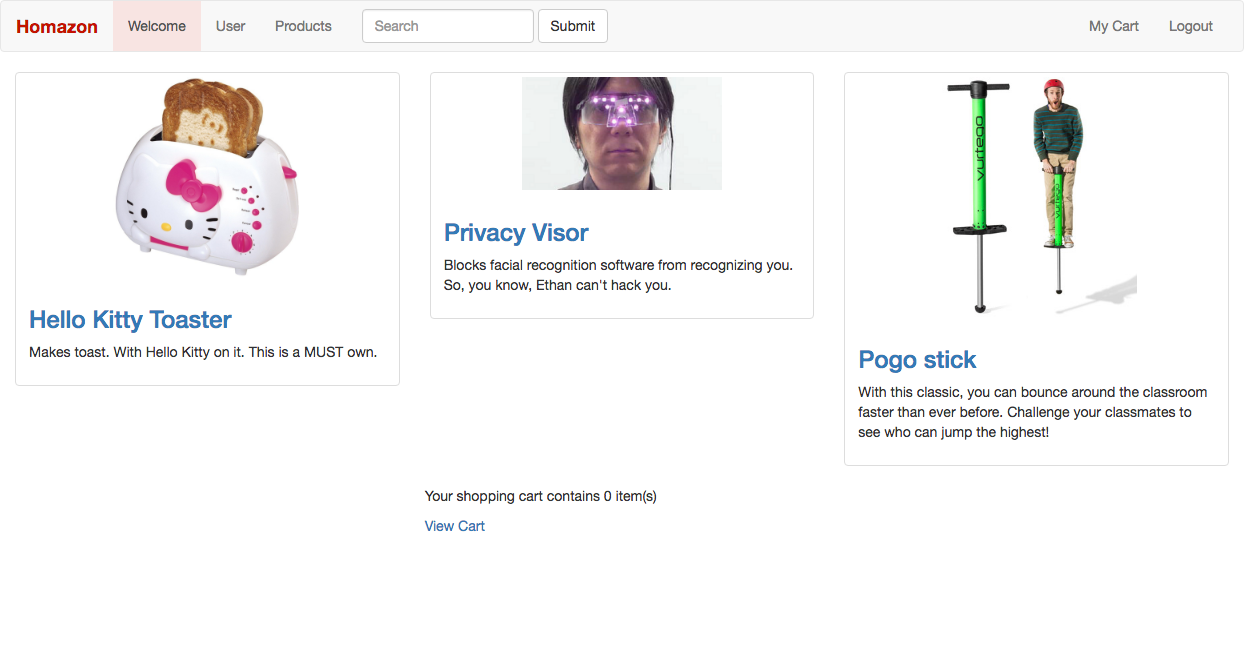 Homazon Welcome User Products Search Submit My Cart Logout
Hello Kitty Toaster
Makes toast. With Hello Kitty on it. This is a MUST own.
Privacy Visor
Blocks facial recognition software from recognizing you.
So, you know, Ethan can't hack you.
vurtego
vurtego
Pogo stick
With this classic, you can bounce around the classroom
faster than ever before. Challenge your classmates to
see who can jump the highest!
Your shopping cart contains 0 item(s)
View Cart